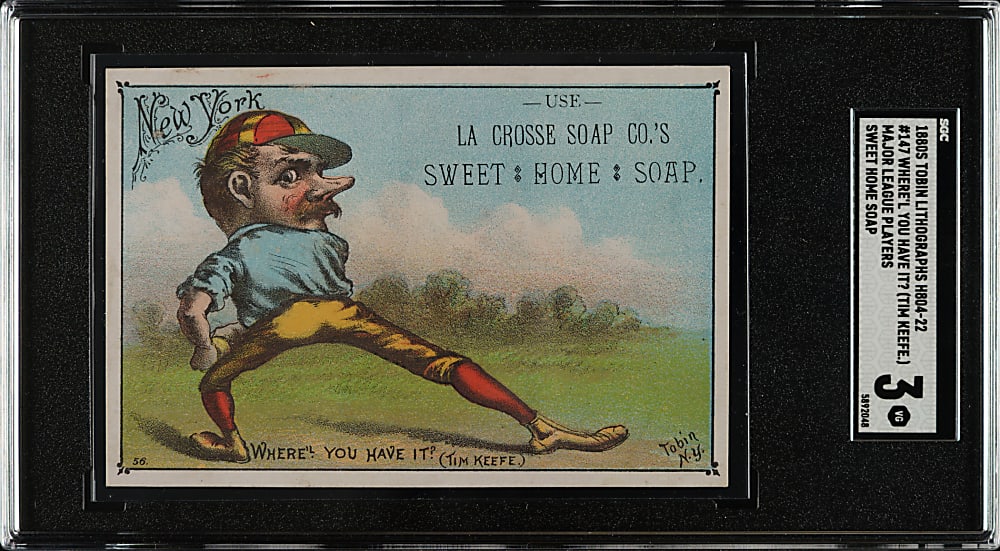 New York
—USE—
LA CROSSE SOAP CO.'S
SWEET HOME SOAP.
WHERE'L YOU HAVE IT? (TIM KEEFE.)
56.
Tobin
N.Y.
SGC
1880S TOBIN LITHOGRAPHS H804-22
#147 WHERE'L YOU HAVE IT? (TIM KEEFE.)
MAJOR LEAGUE PLAYERS
SWEET HOME SOAP
3
VG
5892048